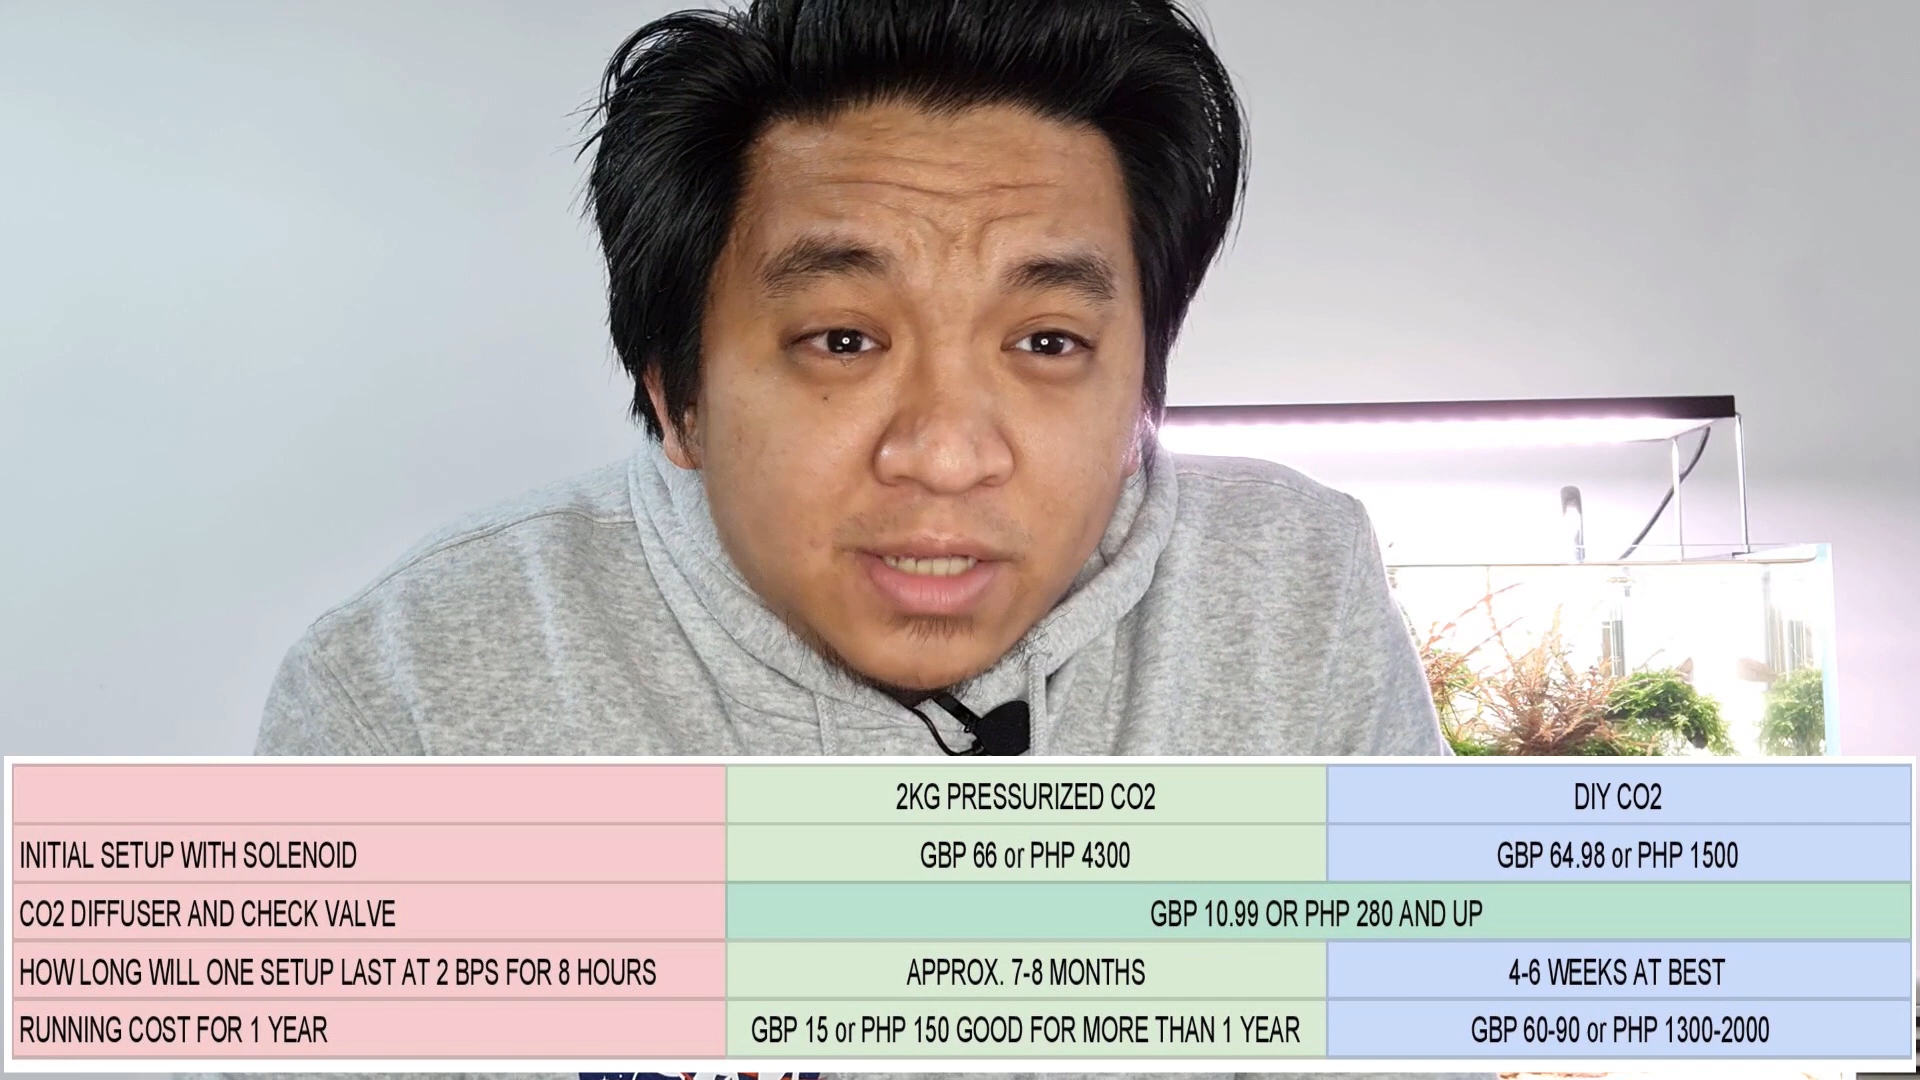 2KG PRESSURIZED CO2 DIY CO2
INITIAL SETUP WITH SOLENOID GBP 66 or PHP 4300 GBP 64.98 or PHP 1500
CO2 DIFFUSER AND CHECK VALVE GBP 10.99 OR PHP 280 AND UP
HOW LONG WILL ONE SETUP LAST AT 2 BPS FOR 8 HOURS APPROX. 7-8 MONTHS 4-6 WEEKS AT BEST
RUNNING COST FOR 1 YEAR GBP 15 or PHP 150 GOOD FOR MORE THAN 1 YEAR GBP 60-90 or PHP 1300-2000